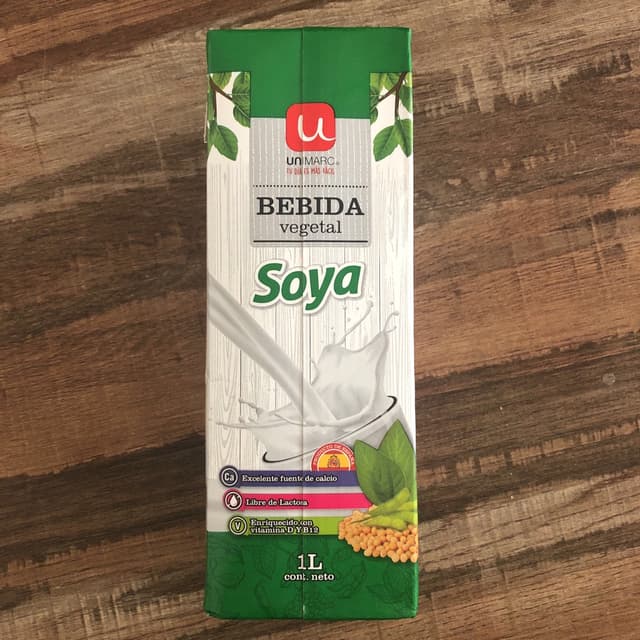 UNIMARC®
TU DÍA ES MÁS FÁCIL
BEBIDA
vegetal
Soya
Ca
Excelente fuente de calcio
Libre de Lactosa
V
Enriquecido con
vitamina D Y B12
1L
cont. neto